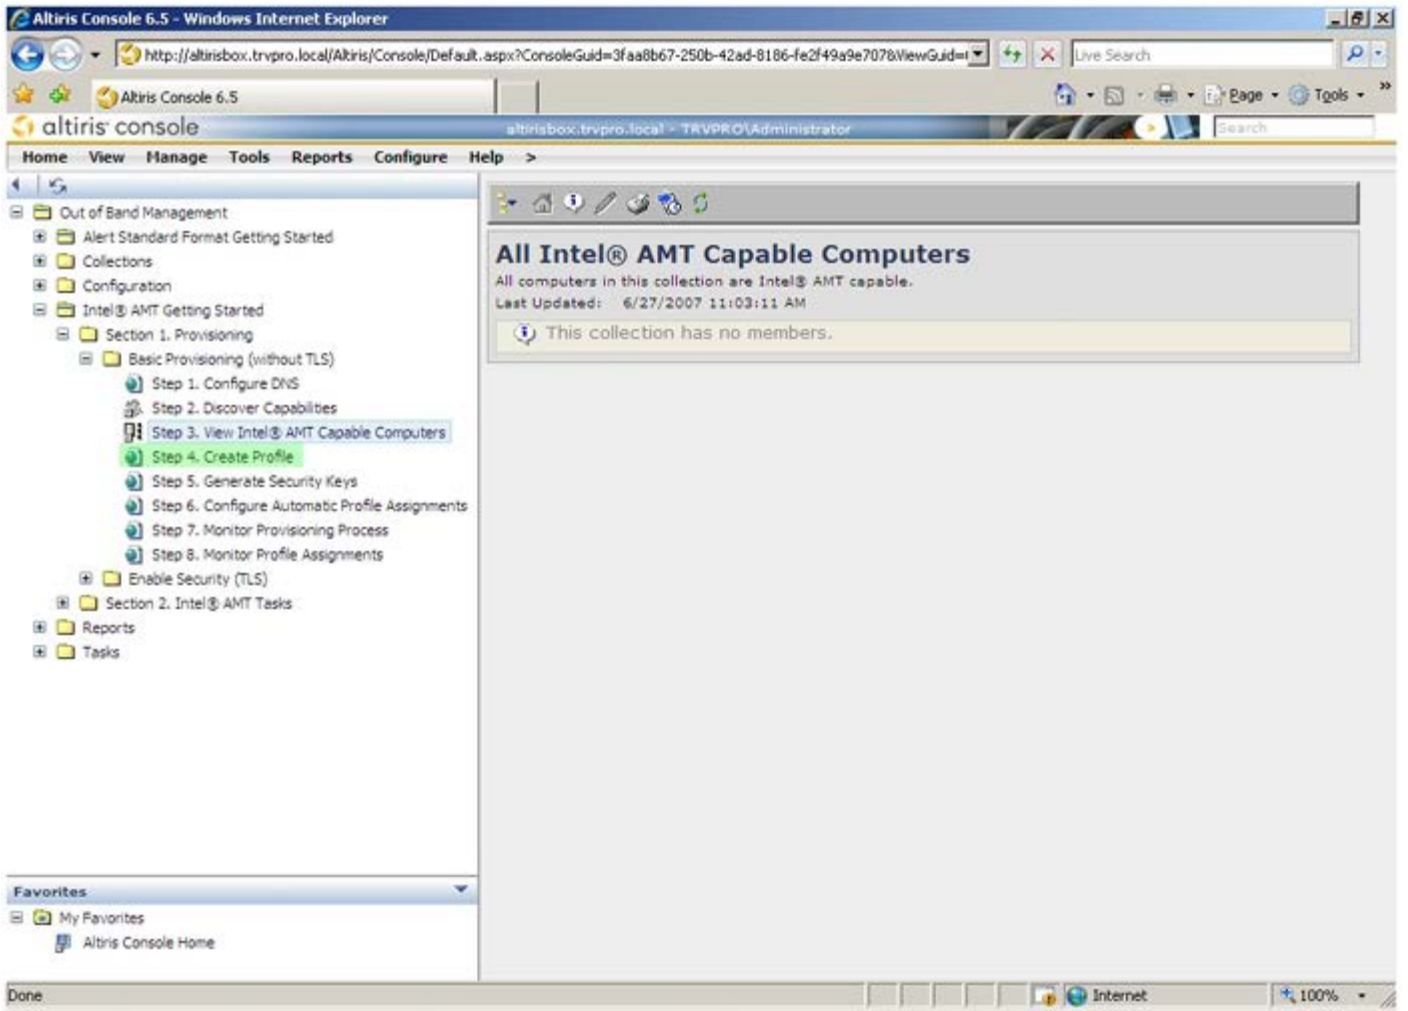 Altiris Console 6.5 - Windows Internet Explorer
http://altirisbox.trvpro.local/Altiris/Console/Default.aspx?ConsoleGuid=3faa8b67-250b-42ad-8186-fe2f49a9e707&ViewGuid=
Live Search
Altiris Console 6.5
Page
Tools
altiris console
altirisbox.trvpro.local - TRVPRO\Administrator
Search
Home View Manage Tools Reports Configure Help >
Out of Band Management
Alert Standard Format Getting Started
Collections
Configuration
Intel® AMT Getting Started
Section 1. Provisioning
Basic Provisioning (without TLS)
Step 1. Configure DNS
Step 2. Discover Capabilities
Step 3. View Intel® AMT Capable Computers
Step 4. Create Profile
Step 5. Generate Security Keys
Step 6. Configure Automatic Profile Assignments
Step 7. Monitor Provisioning Process
Step 8. Monitor Profile Assignments
Enable Security (TLS)
Section 2. Intel® AMT Tasks
Reports
Tasks
All Intel® AMT Capable Computers
All computers in this collection are Intel® AMT capable.
Last Updated: 6/27/2007 11:03:11 AM
This collection has no members.
Favorites
My Favorites
Altiris Console Home
Done
Internet
100%